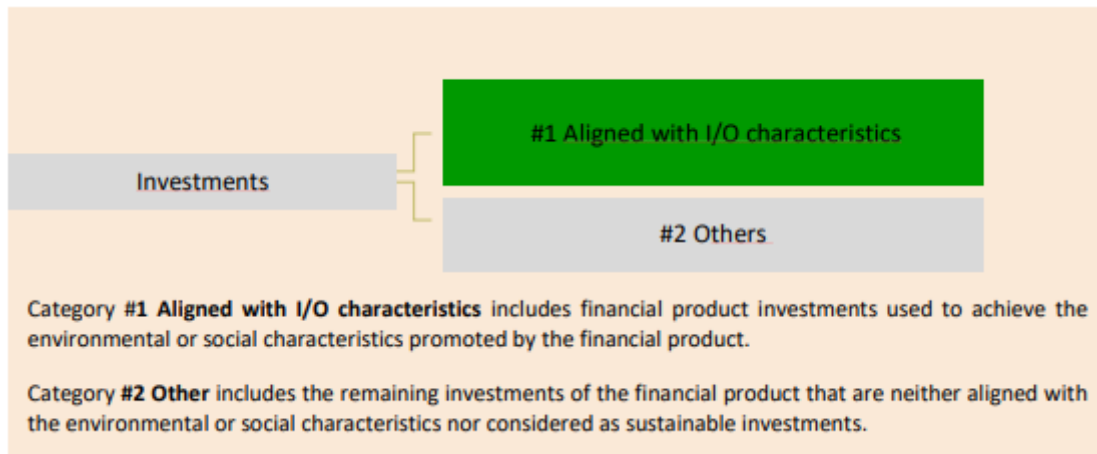 #1 Aligned with I/O characteristics
Investments
#2 Others
Category #1 Aligned with I/O characteristics includes financial product investments used to achieve the
environmental or social characteristics promoted by the financial product.
Category #2 Other includes the remaining investments of the financial product that are neither aligned with
the environmental or social characteristics nor considered as sustainable investments.